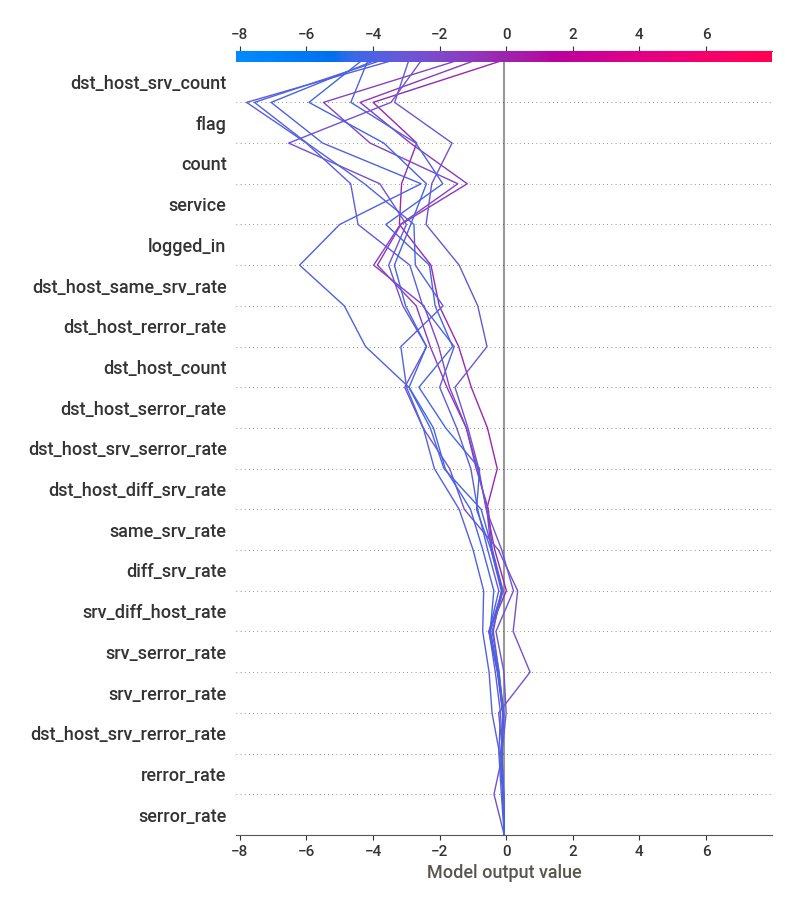 −8 −6 −4 −2 0 2 4 6
dst_host_srv_count
flag
count
service
logged_in
dst_host_same_srv_rate
dst_host_rerror_rate
dst_host_count
dst_host_serror_rate
dst_host_srv_serror_rate
dst_host_diff_srv_rate
same_srv_rate
diff_srv_rate
srv_diff_host_rate
srv_serror_rate
srv_rerror_rate
dst_host_srv_rerror_rate
rerror_rate
serror_rate
−8 −6 −4 −2 0 2 4 6
Model output value